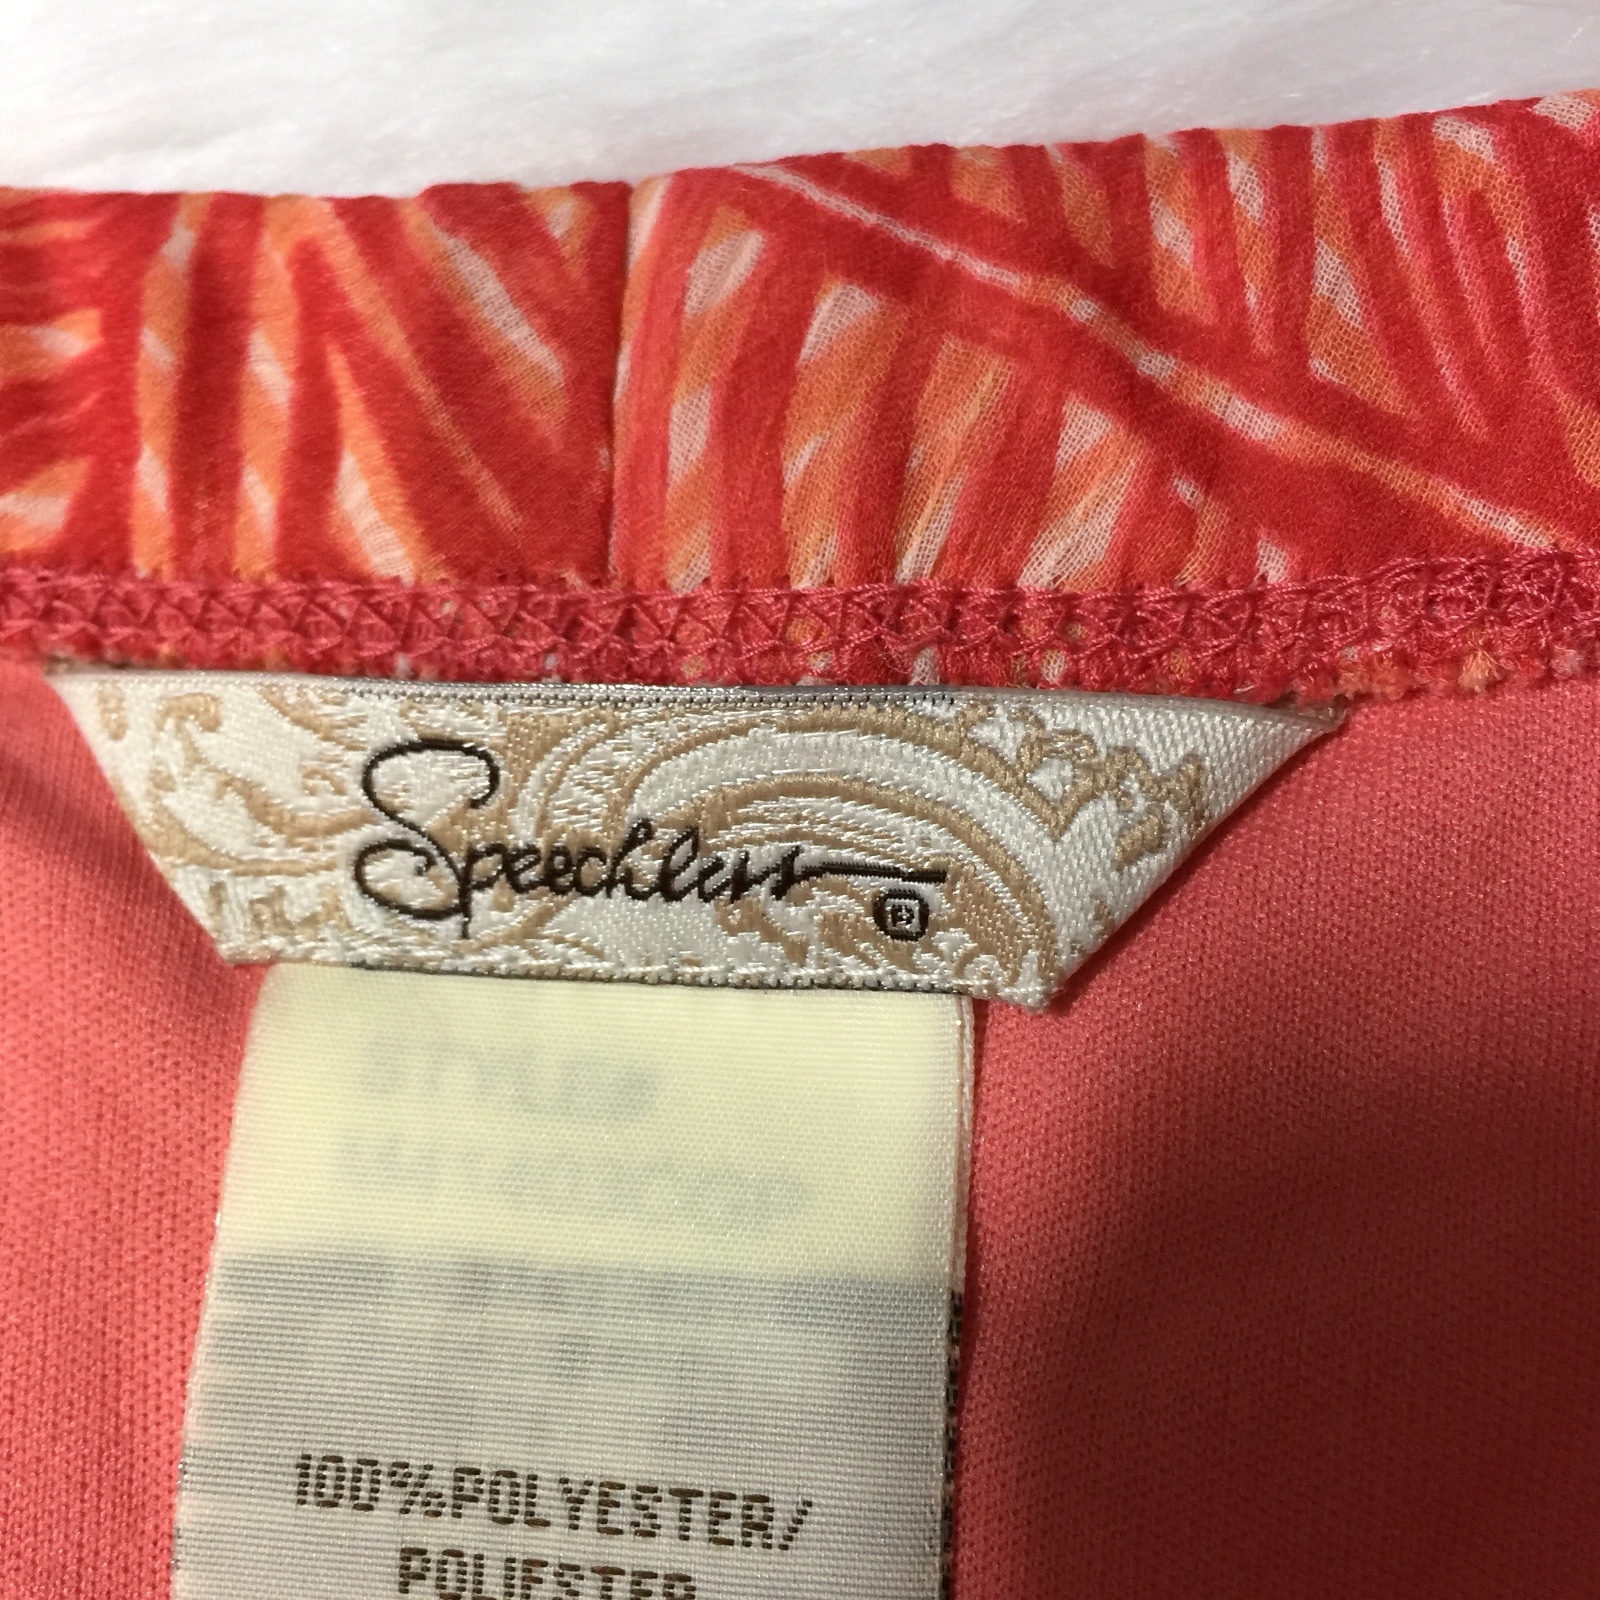 Speechless ®
100%POLYESTER/
POLIESTER